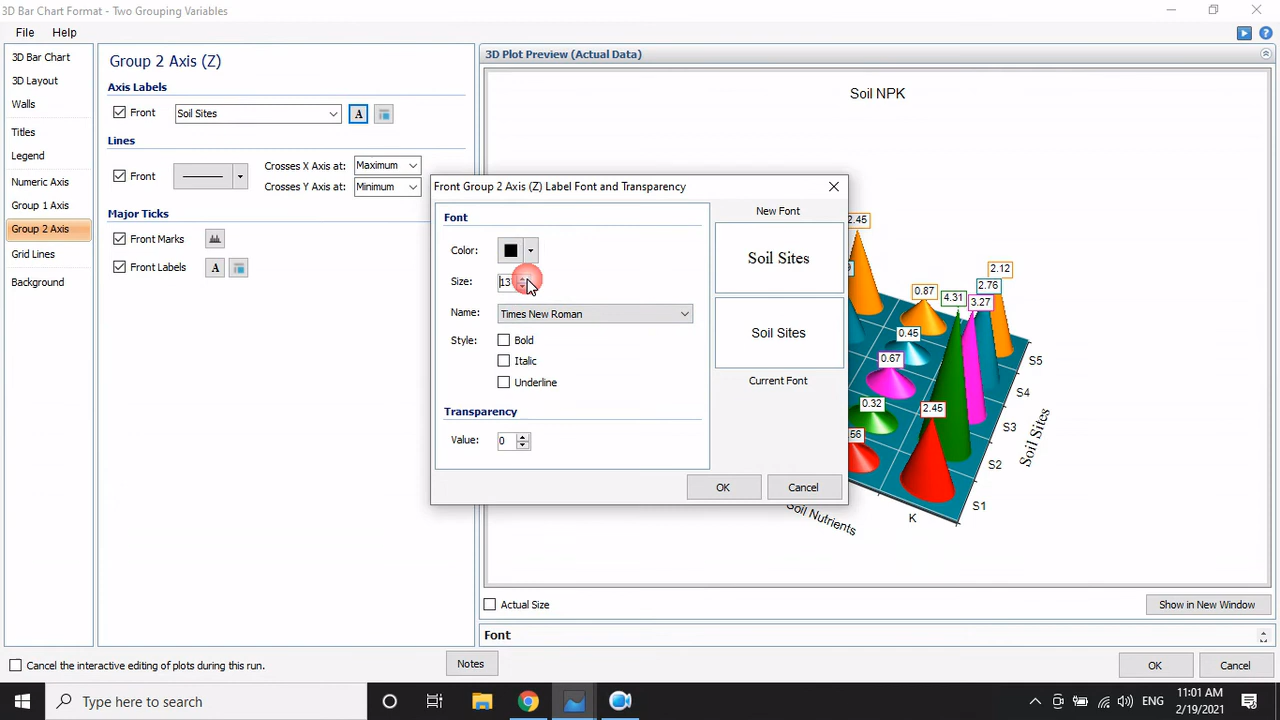 3D Bar Chart Format - Two Grouping Variables
File Help
3D Bar Chart
3D Layout
Walls
Titles
Legend
Numeric Axis
Group 1 Axis
Group 2 Axis
Grid Lines
Background
Group 2 Axis (Z)
Axis Labels
Front Soil Sites A
Lines
Front
Crosses X Axis at: Maximum
Crosses Y Axis at: Minimum
Major Ticks
Front Marks
Front Labels A
3D Plot Preview (Actual Data)
Soil NPK
2.45
2.12
2.76
0.87
4.31
3.27
0.45
0.67
0.32
2.45
56
S5
S4
S3
S2
S1
Soil Sites
K
Soil Nutrients
Front Group 2 Axis (Z) Label Font and Transparency
Font
Color:
Size: 13
Name: Times New Roman
Style: Bold
Italic
Underline
Transparency
Value: 0
New Font
Soil Sites
Soil Sites
Current Font
OK Cancel
Actual Size
Show in New Window
Font
Cancel the interactive editing of plots during this run.
Notes
OK Cancel
Type here to search
ENG
11:01 AM
2/19/2021